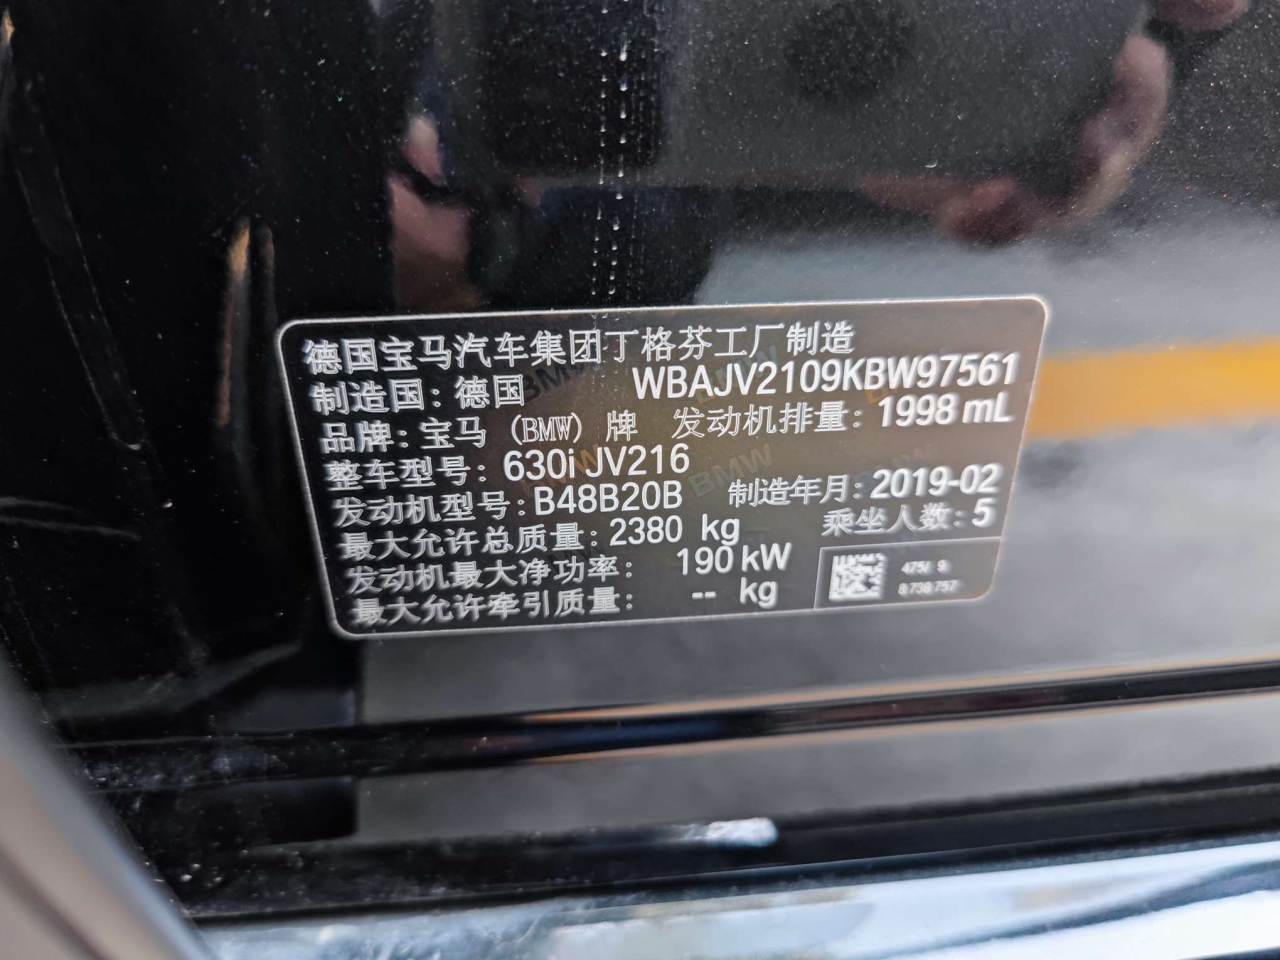 德国宝马汽车集团丁格芬工厂制造
制造国：德国 WBAJV2109KBW97561
品牌：宝马（BMW）牌 发动机排量：1998 mL
整车型号：630i JV216
发动机型号：B48B20B 制造年月：2019-02
最大允许总质量：2380 kg 乘坐人数：5
发动机最大净功率： 190 kW
最大允许牵引质量： -- kg
8 738 757